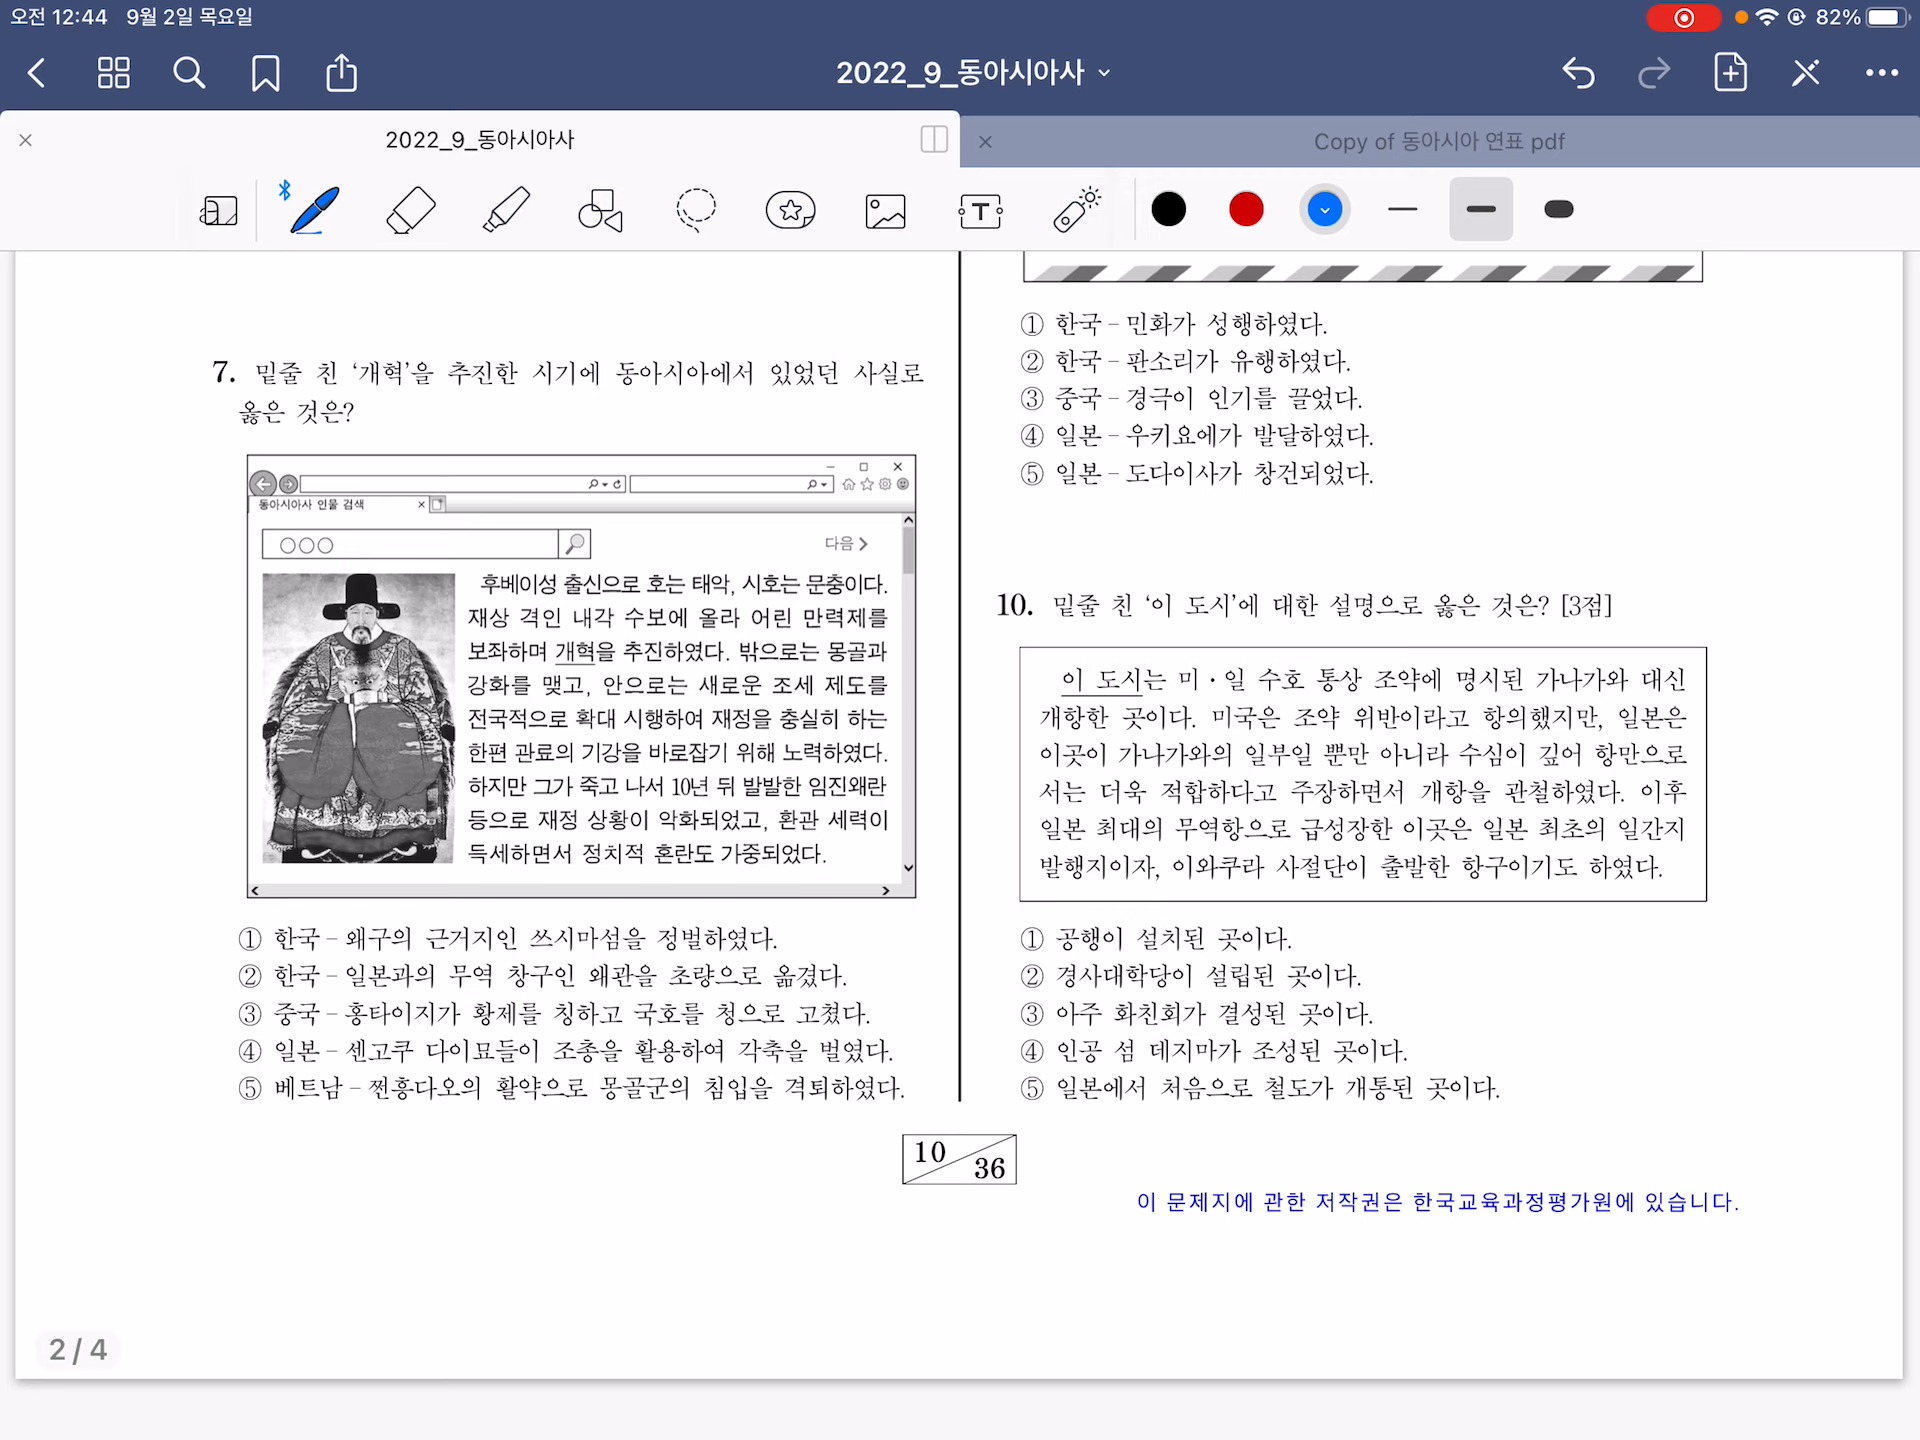 오전 12:44 9월 2일 목요일
82%
2022_9_동아시아사
2022_9_동아시아사
Copy of 동아시아 연표 pdf
7. 밑줄 친 ‘개혁’을 추진한 시기에 동아시아에서 있었던 사실로
옳은 것은?
동아시아사 인물 검색
○○○
다음
후베이성 출신으로 호는 태악, 시호는 문충이다.
재상 격인 내각 수보에 올라 어린 만력제를
보좌하며 개혁을 추진하였다. 밖으로는 몽골과
강화를 맺고, 안으로는 새로운 조세 제도를
전국적으로 확대 시행하여 재정을 충실히 하는
한편 관료의 기강을 바로잡기 위해 노력하였다.
하지만 그가 죽고 나서 10년 뒤 발발한 임진왜란
등으로 재정 상황이 악화되었고, 환관 세력이
득세하면서 정치적 혼란도 가중되었다.
① 한국 – 왜구의 근거지인 쓰시마섬을 정벌하였다.
② 한국 – 일본과의 무역 창구인 왜관을 초량으로 옮겼다.
③ 중국 – 홍타이지가 황제를 칭하고 국호를 청으로 고쳤다.
④ 일본 – 센고쿠 다이묘들이 조총을 활용하여 각축을 벌였다.
⑤ 베트남 – 쩐흥다오의 활약으로 몽골군의 침입을 격퇴하였다.
① 한국 – 민화가 성행하였다.
② 한국 – 판소리가 유행하였다.
③ 중국 – 경극이 인기를 끌었다.
④ 일본 – 우키요에가 발달하였다.
⑤ 일본 – 도다이사가 창건되었다.
10. 밑줄 친 ‘이 도시’에 대한 설명으로 옳은 것은? [3점]
이 도시는 미·일 수호 통상 조약에 명시된 가나가와 대신
개항한 곳이다. 미국은 조약 위반이라고 항의했지만, 일본은
이곳이 가나가와의 일부일 뿐만 아니라 수심이 깊어 항만으로
서는 더욱 적합하다고 주장하면서 개항을 관철하였다. 이후
일본 최대의 무역항으로 급성장한 이곳은 일본 최초의 일간지
발행지이자, 이와쿠라 사절단이 출발한 항구이기도 하였다.
① 공행이 설치된 곳이다.
② 경사대학당이 설립된 곳이다.
③ 아주 화친회가 결성된 곳이다.
④ 인공 섬 데지마가 조성된 곳이다.
⑤ 일본에서 처음으로 철도가 개통된 곳이다.
10
36
이 문제지에 관한 저작권은 한국교육과정평가원에 있습니다.
2 / 4